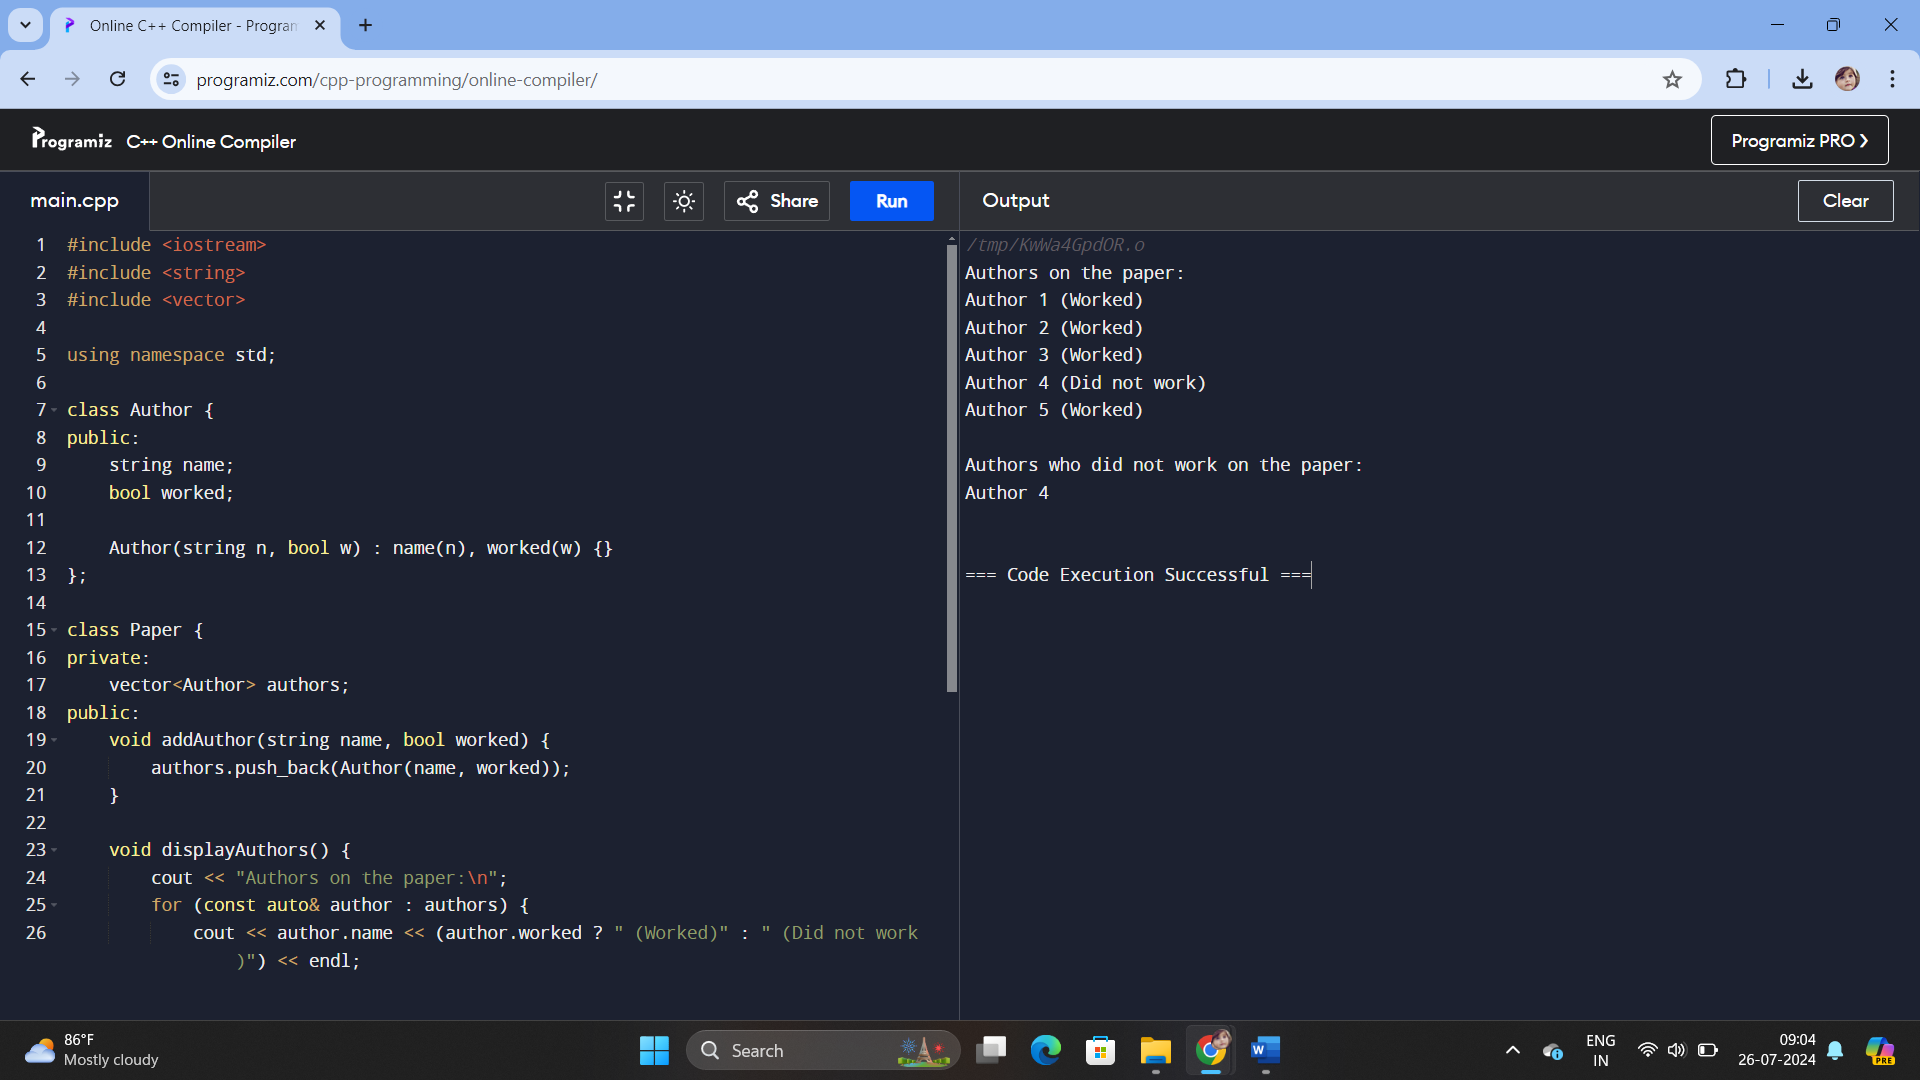 Online C++ Compiler - Program
programiz.com/cpp-programming/online-compiler/
Programiz C++ Online Compiler
Programiz PRO
main.cpp
Share
Run
Output
Clear
1 #include <iostream>
2 #include <string>
3 #include <vector>
4
5 using namespace std;
6
7 class Author {
8 public:
9 string name;
10 bool worked;
11
12 Author(string n, bool w) : name(n), worked(w) {}
13 };
14
15 class Paper {
16 private:
17 vector<Author> authors;
18 public:
19 void addAuthor(string name, bool worked) {
20 authors.push_back(Author(name, worked));
21 }
22
23 void displayAuthors() {
24 cout << "Authors on the paper:\n";
25 for (const auto& author : authors) {
26 cout << author.name << (author.worked ? " (Worked)" : " (Did not work
)") << endl;
/tmp/KwWa4GpdOR.o
Authors on the paper:
Author 1 (Worked)
Author 2 (Worked)
Author 3 (Worked)
Author 4 (Did not work)
Author 5 (Worked)
Authors who did not work on the paper:
Author 4
=== Code Execution Successful ===
86°F
Mostly cloudy
Search
W
ENG
IN
09:04
26-07-2024
PRE